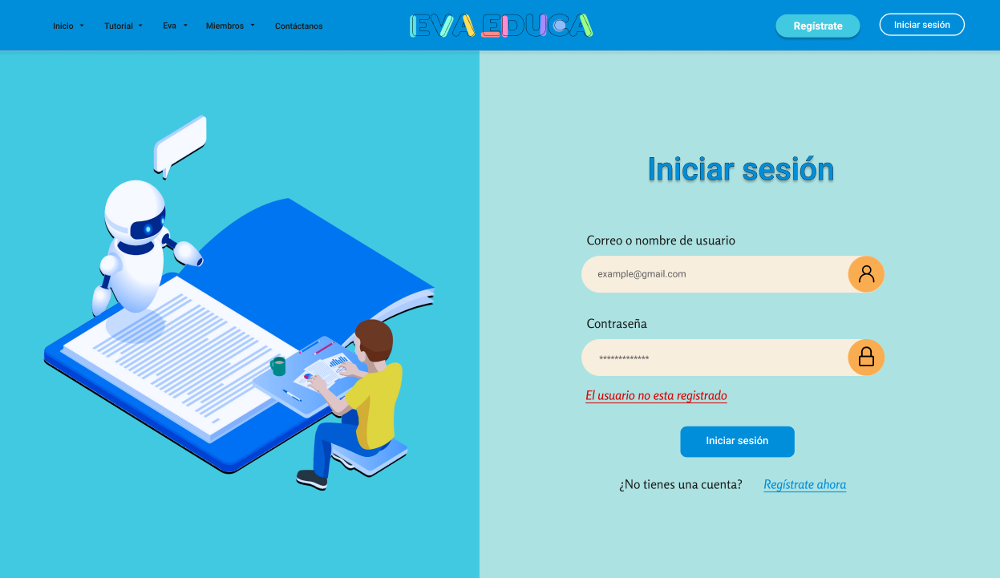 Inicio
Tutorial
Eva
Miembros
Contáctanos
EVA EDUCA
Regístrate
Iniciar sesión
Iniciar sesión
Correo o nombre de usuario
example@gmail.com
Contraseña
*************
El usuario no esta registrado
Iniciar sesión
¿No tienes una cuenta? Regístrate ahora